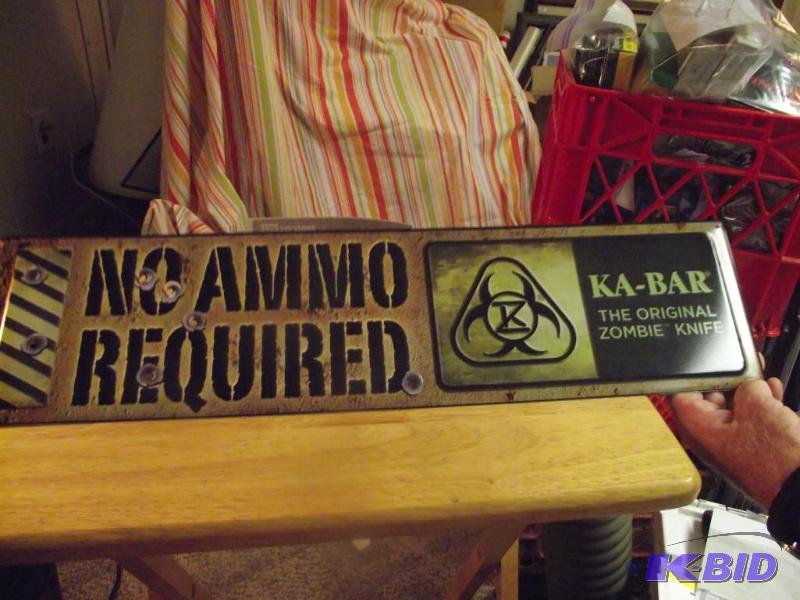 NO AMMO
REQUIRED
KA-BAR®
THE ORIGINAL
ZOMBIE™ KNIFE
K-BID